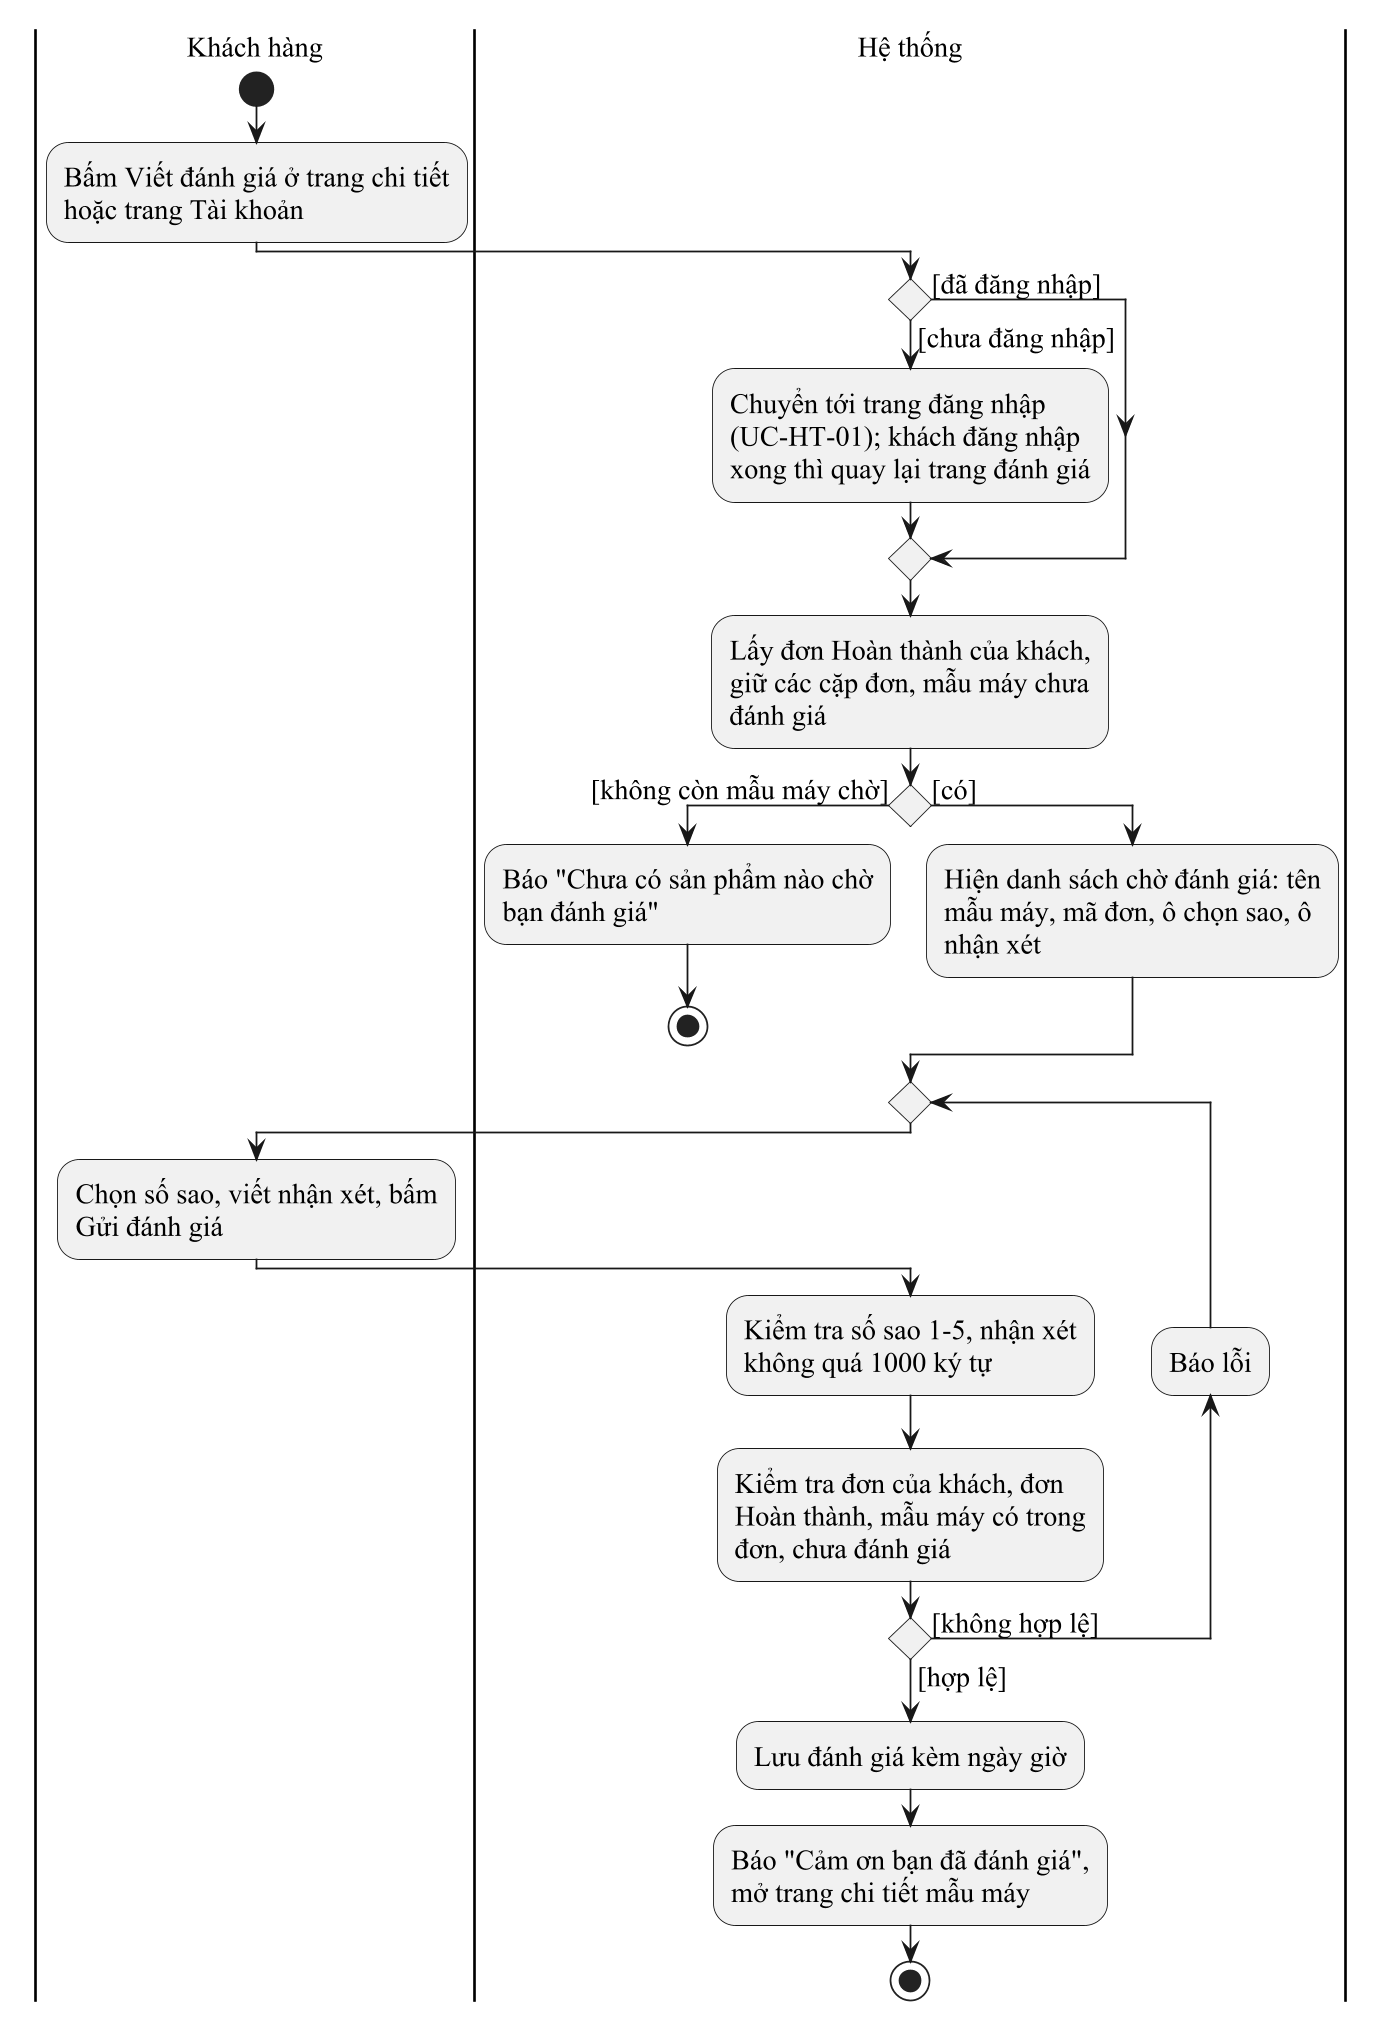 Khách hàng
Hệ thống
Bấm Viết đánh giá ở trang chi tiết
hoặc trang Tài khoản
[đã đăng nhập]
[chưa đăng nhập]
Chuyển tới trang đăng nhập
(UC-HT-01); khách đăng nhập
xong thì quay lại trang đánh giá
Lấy đơn Hoàn thành của khách,
giữ các cặp đơn, mẫu máy chưa
đánh giá
[không còn mẫu máy chờ]
[có]
Báo "Chưa có sản phẩm nào chờ
bạn đánh giá"
Hiện danh sách chờ đánh giá: tên
mẫu máy, mã đơn, ô chọn sao, ô
nhận xét
Chọn số sao, viết nhận xét, bấm
Gửi đánh giá
Kiểm tra số sao 1-5, nhận xét
không quá 1000 ký tự
Báo lỗi
Kiểm tra đơn của khách, đơn
Hoàn thành, mẫu máy có trong
đơn, chưa đánh giá
[không hợp lệ]
[hợp lệ]
Lưu đánh giá kèm ngày giờ
Báo "Cảm ơn bạn đã đánh giá",
mở trang chi tiết mẫu máy